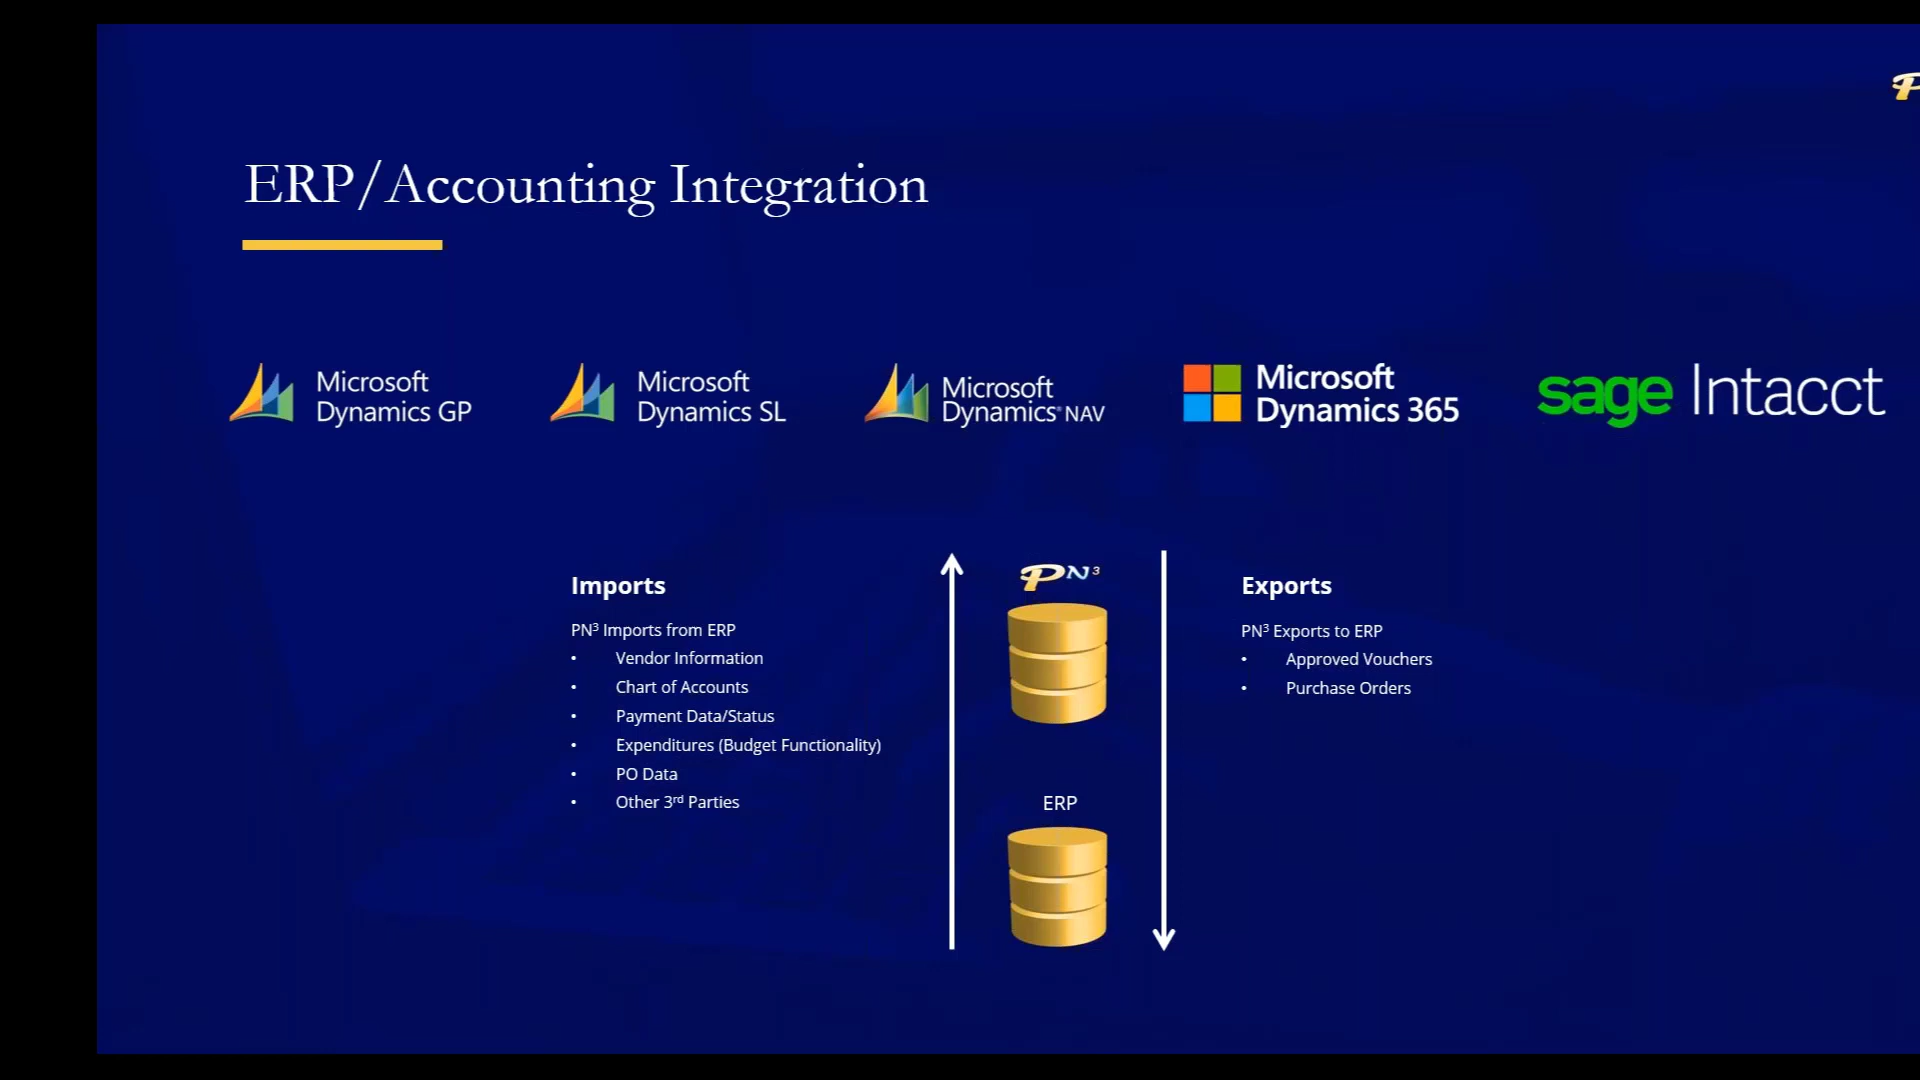 P
ERP/Accounting Integration
Microsoft
Dynamics GP
Microsoft
Dynamics SL
Microsoft
Dynamics® NAV
Microsoft
Dynamics 365
sage Intacct
Imports
PN³ Imports from ERP
• Vendor Information
• Chart of Accounts
• Payment Data/Status
• Expenditures (Budget Functionality)
• PO Data
• Other 3rd Parties
PN³
ERP
Exports
PN³ Exports to ERP
• Approved Vouchers
• Purchase Orders